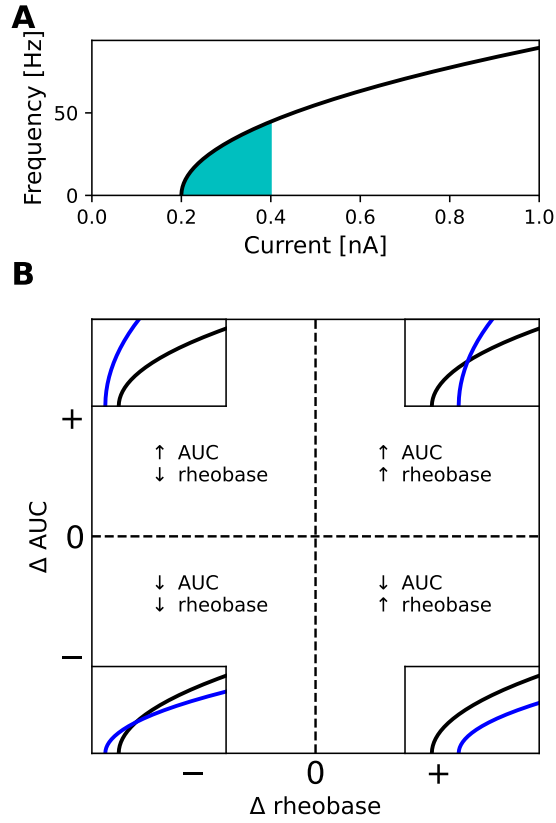 A
Frequency [Hz]
50
0
0.0 0.2 0.4 0.6 0.8 1.0
Current [nA]
B
Δ AUC
+
0
−
↑ AUC
↓ rheobase
↑ AUC
↑ rheobase
↓ AUC
↓ rheobase
↓ AUC
↑ rheobase
− 0 +
Δ rheobase